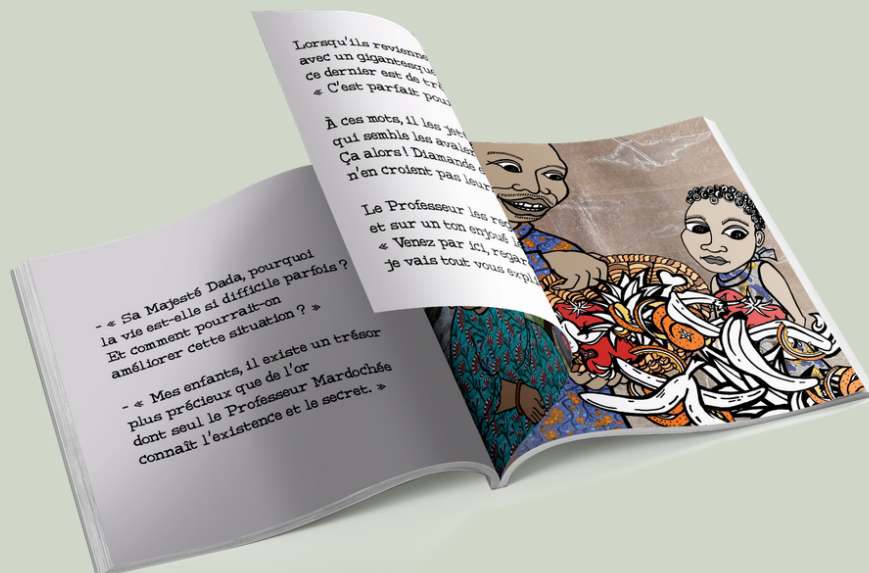 - « Sa Majesté Dada, pourquoi
la vie est-elle si difficile parfois ?
Et comment pourrait-on
améliorer cette situation ? »
- « Mes enfants, il existe un trésor
plus précieux que de l'or
dont seul le Professeur Mardochée
connaît l'existence et le secret. »
Lorsqu'ils
avec un gigantesque
ce dernier est de
« C'est parfait
À ces mots, il les
qui semble les avaler
Ça alors ! Diamande
n'en croient pas
Le Professeur les
et sur un ton enjoué
« Venez par ici,
je vais tout vous